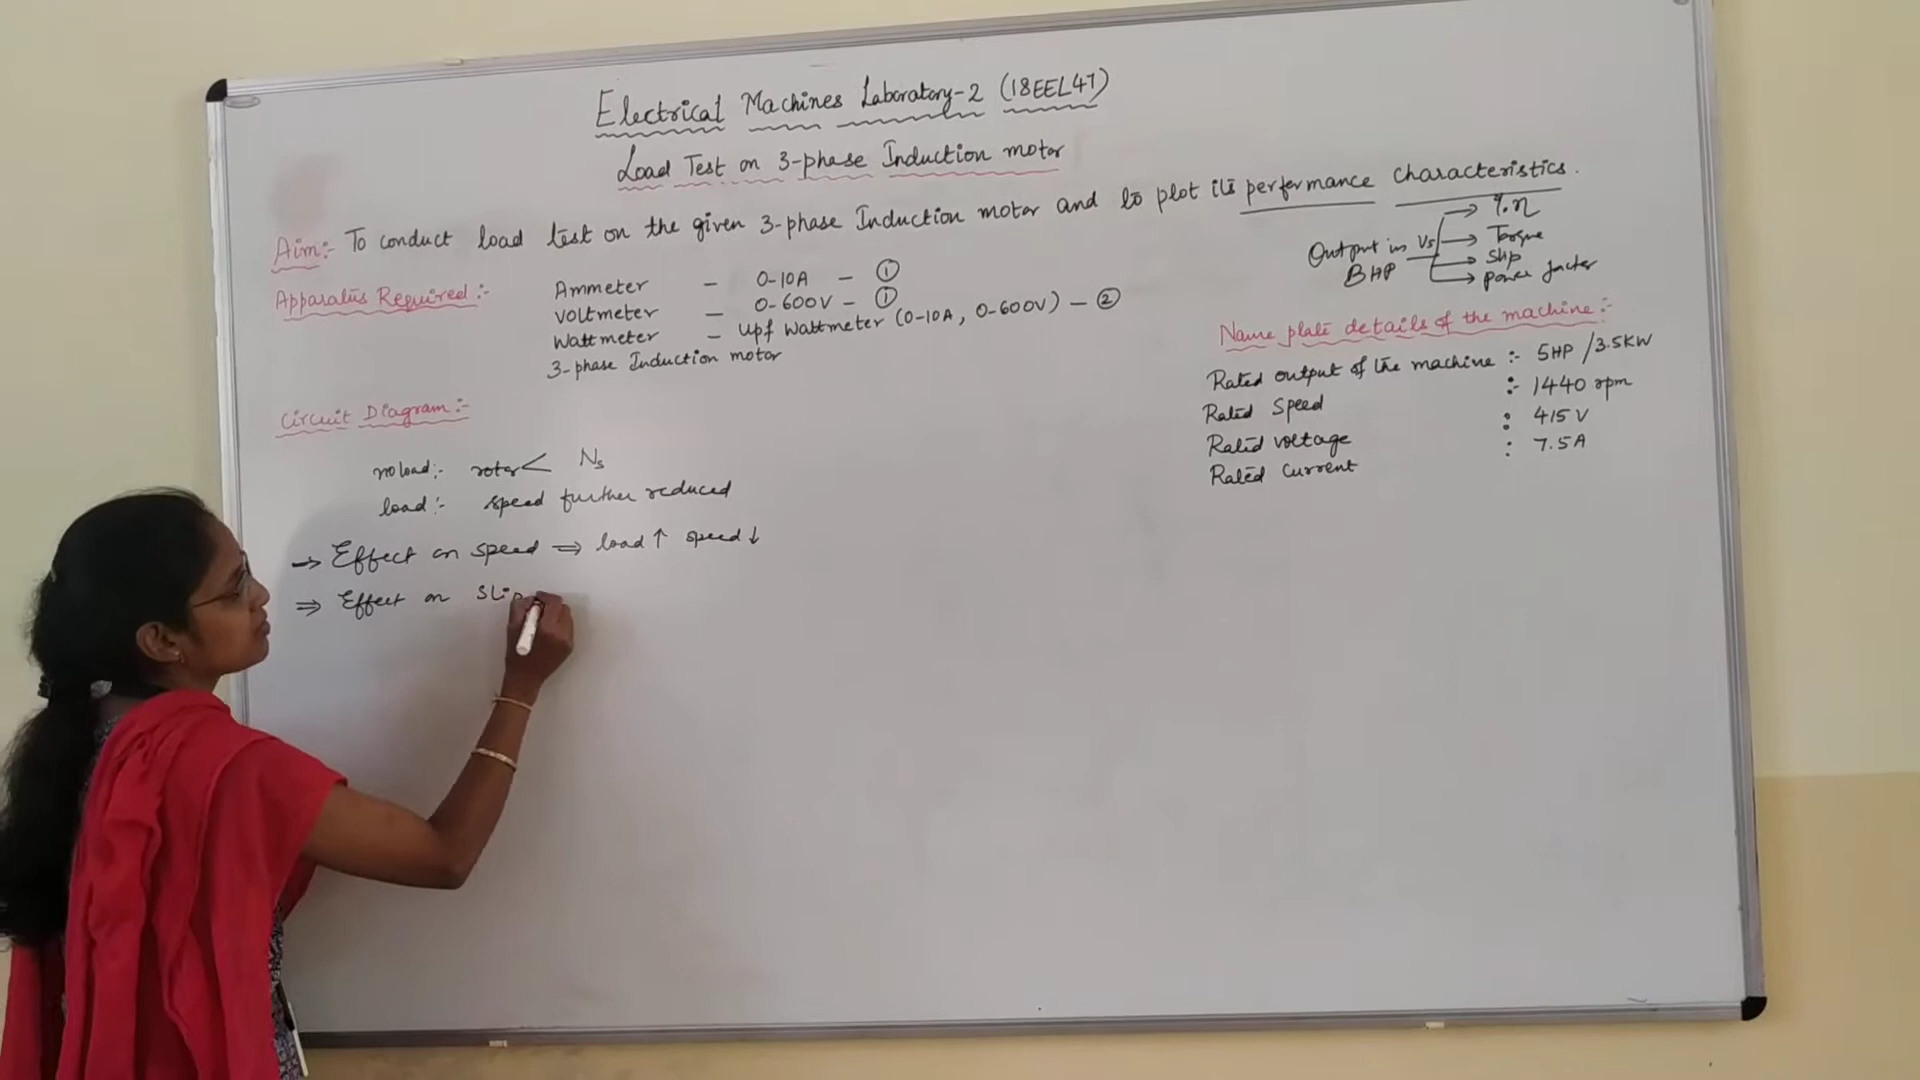 Electrical Machines Laboratory-2 (18EEL47)
Load Test on 3-phase Induction motor
Aim:- To conduct load test on the given 3-phase Induction motor and to plot its performance characteristics.
Output in BHP Vs
%η
Torque
Slip
power factor
Apparatus Required:-
Ammeter - 0-10A - ①
Voltmeter - 0-600V - ①
Wattmeter - Upf Wattmeter (0-10A, 0-600V) - ②
3-phase Induction motor
Name plate details of the machine:-
Rated output of the machine :- 5HP / 3.5KW
Rated Speed :- 1440 rpm
Rated voltage : 415 V
Rated Current : 7.5A
Circuit Diagram:-
no load:- rotor < Ns
load:- speed further reduced
→ Effect on speed ⇒ load ↑ speed ↓
⇒ Effect on Slip